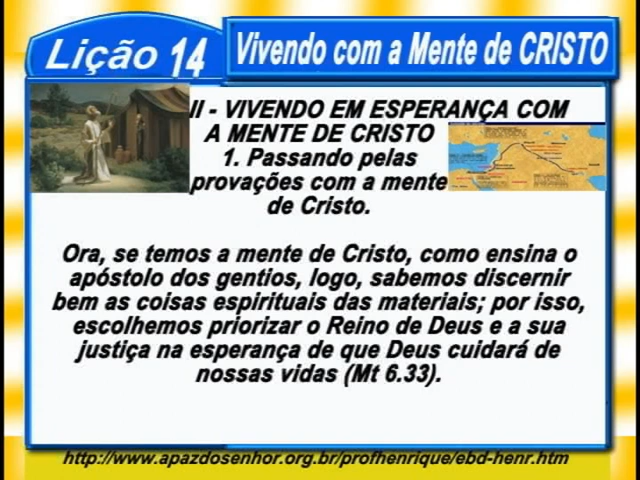 Lição 14
Vivendo com a Mente de CRISTO
II - VIVENDO EM ESPERANÇA COM
A MENTE DE CRISTO
1. Passando pelas
provações com a mente
de Cristo.
Ora, se temos a mente de Cristo, como ensina o
apóstolo dos gentios, logo, sabemos discernir
bem as coisas espirituais das materiais; por isso,
escolhemos priorizar o Reino de Deus e a sua
justiça na esperança de que Deus cuidará de
nossas vidas (Mt 6.33).
http://www.apazdosenhor.org.br/profhenrique/ebd-henr.htm